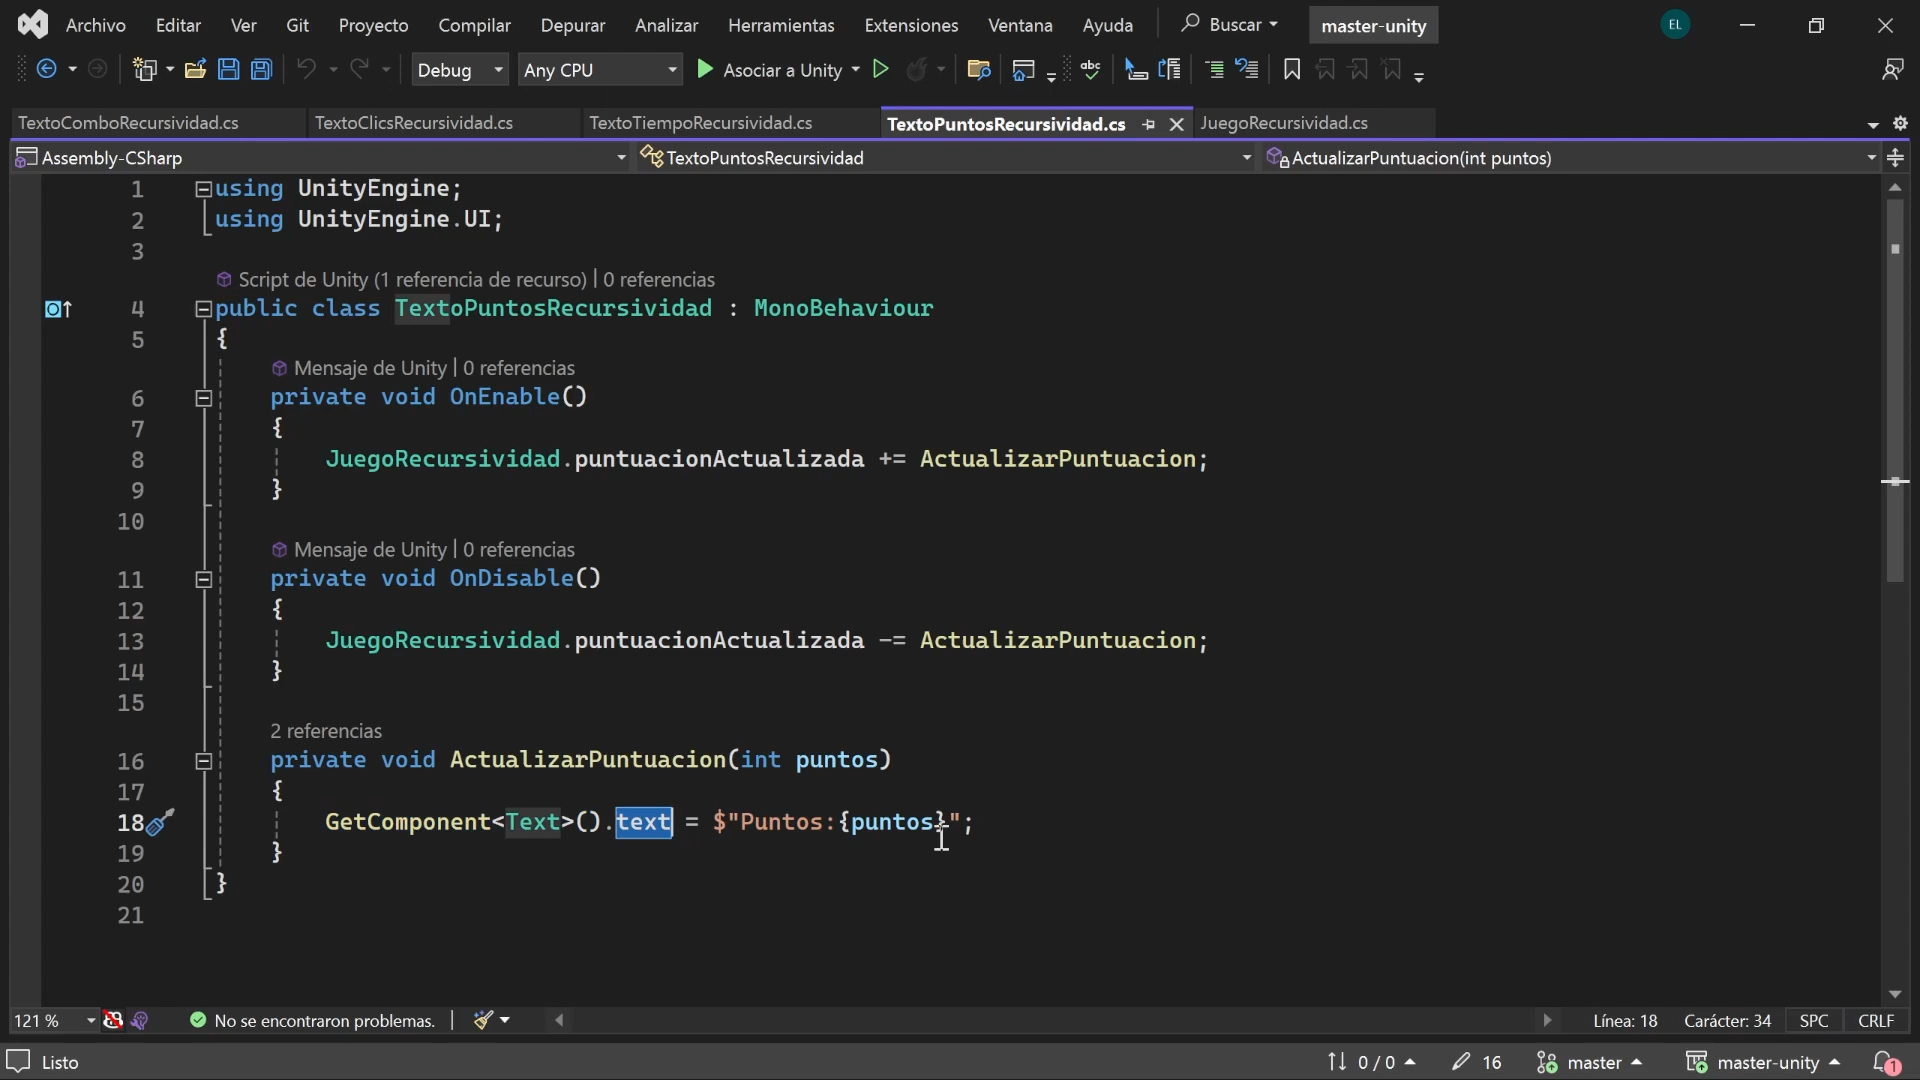 Archivo Editar Ver Git Proyecto Compilar Depurar Analizar Herramientas Extensiones Ventana Ayuda Buscar master-unity EL
Debug Any CPU Asociar a Unity abc
TextoComboRecursividad.cs TextoClicsRecursividad.cs TextoTiempoRecursividad.cs TextoPuntosRecursividad.cs JuegoRecursividad.cs
Assembly-CSharp TextoPuntosRecursividad ActualizarPuntuacion(int puntos)
1 using UnityEngine;
2 using UnityEngine.UI;
3
Script de Unity (1 referencia de recurso) | 0 referencias
4 public class TextoPuntosRecursividad : MonoBehaviour
5 {
Mensaje de Unity | 0 referencias
6 private void OnEnable()
7 {
8 JuegoRecursividad.puntuacionActualizada += ActualizarPuntuacion;
9 }
10
Mensaje de Unity | 0 referencias
11 private void OnDisable()
12 {
13 JuegoRecursividad.puntuacionActualizada -= ActualizarPuntuacion;
14 }
15
2 referencias
16 private void ActualizarPuntuacion(int puntos)
17 {
18 GetComponent<Text>().text = $"Puntos:{puntos}";
19 }
20 }
21
121 % No se encontraron problemas. Línea: 18 Carácter: 34 SPC CRLF
Listo 0 / 0 16 master master-unity 1